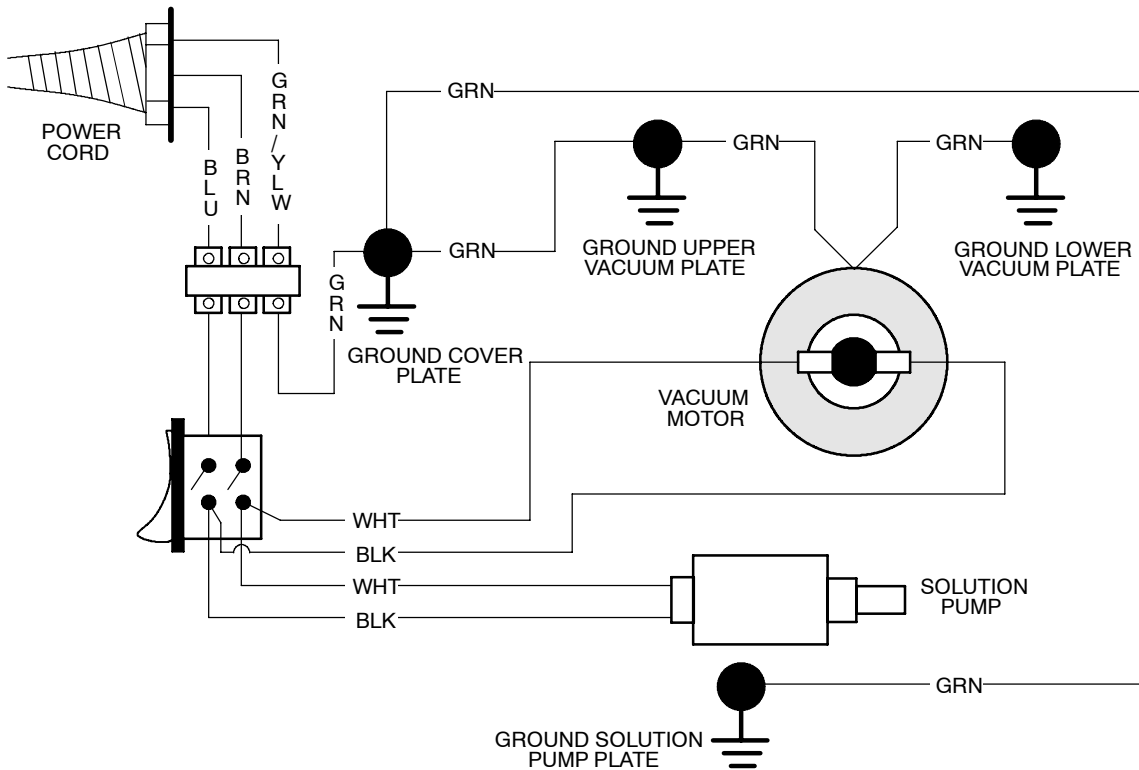 GRN
POWER
CORD
GRN/YLW
BRN
BLU
GRN
GRN
GRN
GROUND UPPER
VACUUM PLATE
GROUND LOWER
VACUUM PLATE
GRN
GROUND COVER
PLATE
VACUUM
MOTOR
WHT
BLK
WHT
BLK
SOLUTION
PUMP
GRN
GROUND SOLUTION
PUMP PLATE